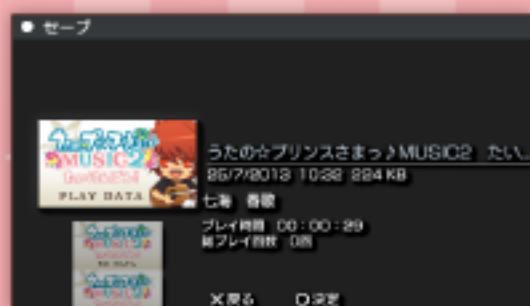 セーブ
うたの☆プリンスさまっ♪MUSIC2 たい...
25/7/2013 10:32 224 KB
MUSIC2
PLAY DATA
七海 春歌
プレイ時間 00:00:29
総プレイ回数 0回
×戻る ○決定